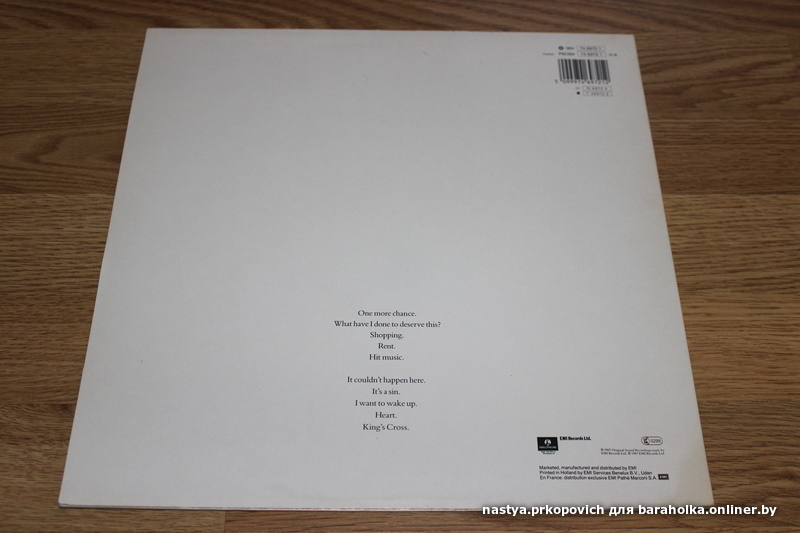 One more chance.
What have I done to deserve this?
Shopping.
Rent.
Hit music.
It couldn't happen here.
It's a sin.
I want to wake up.
Heart.
King's Cross.
EMI Records Ltd.
Marketed, manufactured and distributed by EMI
Printed in Holland by EMI Services Benelux B.V., Uden
En France: distribution exclusive EMI Pathé Marconi S.A. EMI
nastya.prkopovich для baraholka.onliner.by